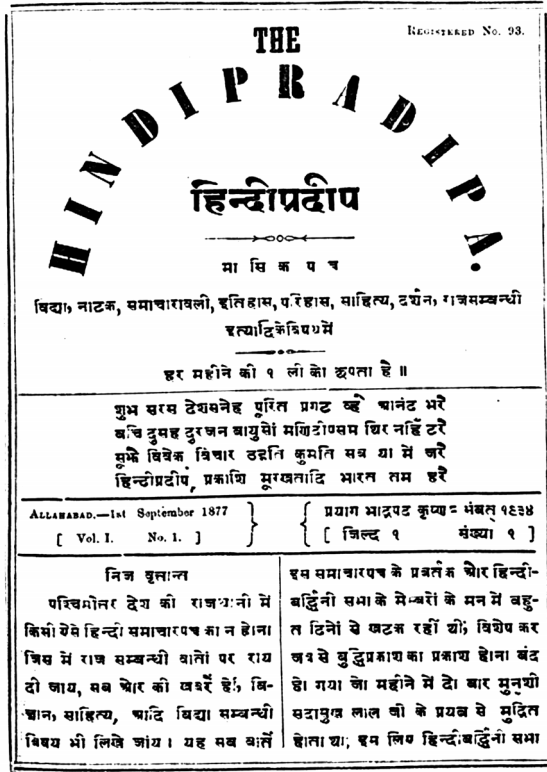 REGISTERED No. 93.
THE
HINDI PRADIPA.
हिन्दीप्रदीप
मासिकपत्र
विद्या, नाटक, समाचारावली, इतिहास, परिहास, साहित्य, दर्शन, राजसम्बन्धी
इत्यादि के विषय में
हर महीने की १ ली को छपता है ॥
शुभ सरस देशसनेह पूरित प्रगट व्है आनंद भरै
बचि दुसह दुरजन बायुसों मणिदीपसम थिर नहिं टरै
सूझै विवेक विचार उन्नति कुमति सब या में जरै
हिन्दीप्रदीप, प्रकाशि मूरखतादि भारत तम हरै
ALLAHABAD.—1st September 1877
[ Vol. I. No. 1. ]
प्रयाग भाद्रपद कृष्ण ८ संवत् १९३४
[ जिल्द १ संख्या १ ]
निज वृत्तान्त
पश्चिमोत्तर देश की राजधानी में
किसी ऐसे हिन्दी समाचारपत्र का न होना
जिस में राज सम्बन्धी बातों पर राय
दी जाय, सब ओर की खबरें हों, वि-
ज्ञान, साहित्य, आदि विद्या सम्बन्धी
विषय भी लिखे जांय । यह सब बातें
इस समाचारपत्र के प्रवर्तक और हिन्दी-
बर्द्धिनी सभा के मेम्बरों के मन में बहु-
त दिनों से खटक रहीं थीं, विशेष कर
जब से बुद्धिप्रकाश का प्रकाश होना बंद
हो गया जो महीने में दो बार मुनशी
सदासुख लाल जी के प्रयत्न से मुद्रित
होता था; इस लिए हिन्दीबर्द्धिनी सभा